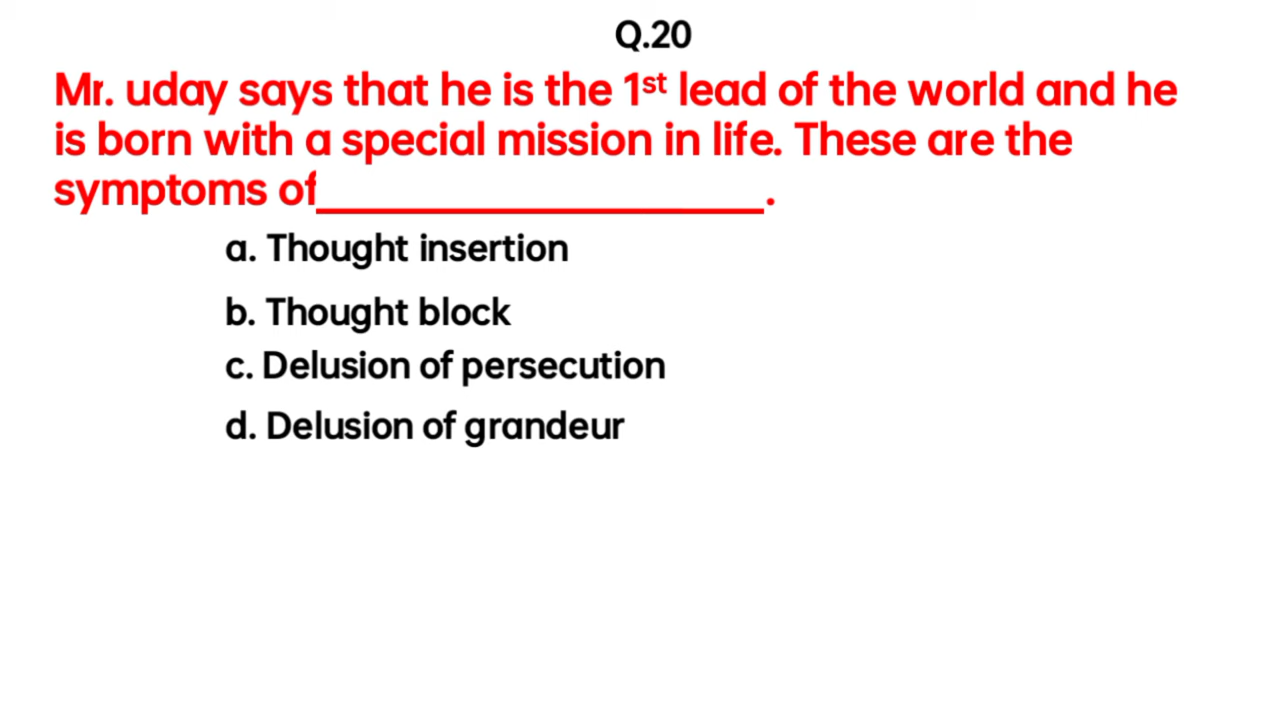 Q.20
Mr. uday says that he is the 1st lead of the world and he
is born with a special mission in life. These are the
symptoms of____________________.
a. Thought insertion
b. Thought block
c. Delusion of persecution
d. Delusion of grandeur